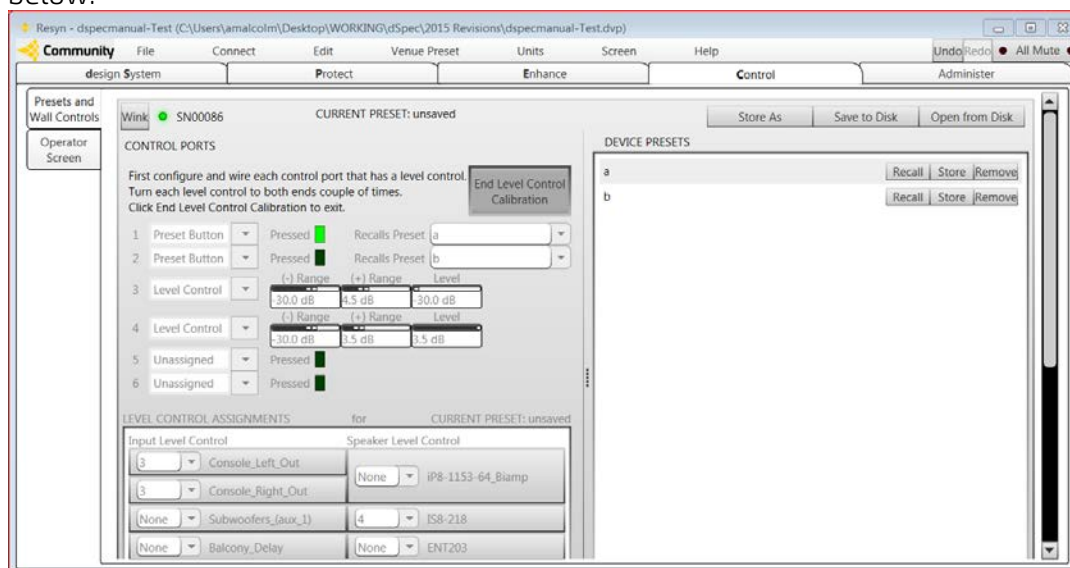 below.
Resyn - dspecmanual-Test (C:\Users\amalcolm\Desktop\WORKING\dSpec\2015 Revisions\dspecmanual-Test.dvp)
Community File Connect Edit Venue Preset Units Screen Help Undo Redo All Mute
design System Protect Enhance Control Administer
Presets and
Wall Controls
Operator
Screen
Wink SN00086 CURRENT PRESET: unsaved Store As Save to Disk Open from Disk
CONTROL PORTS
First configure and wire each control port that has a level control.
Turn each level control to both ends couple of times.
Click End Level Control Calibration to exit.
End Level Control
Calibration
1 Preset Button Pressed Recalls Preset a
2 Preset Button Pressed Recalls Preset b
(-) Range (+) Range Level
3 Level Control -30.0 dB 4.5 dB -30.0 dB
(-) Range (+) Range Level
4 Level Control -30.0 dB 3.5 dB 3.5 dB
5 Unassigned Pressed
6 Unassigned Pressed
LEVEL CONTROL ASSIGNMENTS for CURRENT PRESET: unsaved
Input Level Control Speaker Level Control
3 Console_Left_Out
None iP8-1153-64_Biamp
3 Console_Right_Out
None Subwoofers_(aux_1) 4 IS8-218
None Balcony_Delay None ENT203
DEVICE PRESETS
a Recall Store Remove
b Recall Store Remove